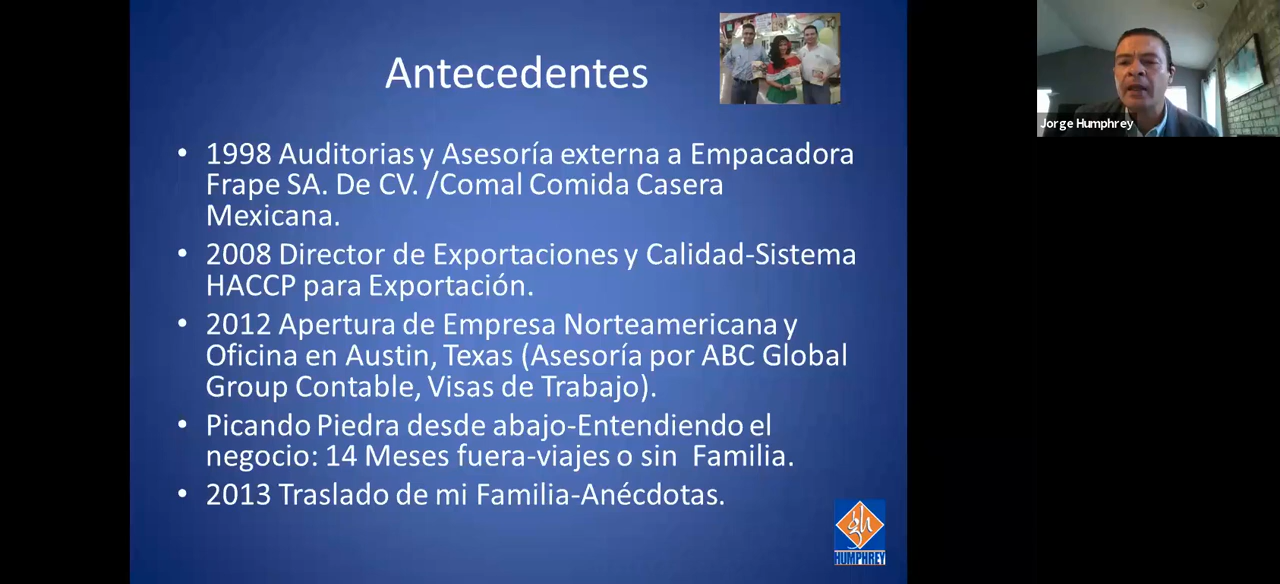 Antecedentes
Jorge Humphrey
• 1998 Auditorias y Asesoría externa a Empacadora
Frape SA. De CV. /Comal Comida Casera
Mexicana.
• 2008 Director de Exportaciones y Calidad-Sistema
HACCP para Exportación.
• 2012 Apertura de Empresa Norteamericana y
Oficina en Austin, Texas (Asesoría por ABC Global
Group Contable, Visas de Trabajo).
• Picando Piedra desde abajo-Entendiendo el
negocio: 14 Meses fuera-viajes o sin  Familia.
• 2013 Traslado de mi Familia-Anécdotas.
gh
HUMPHREY